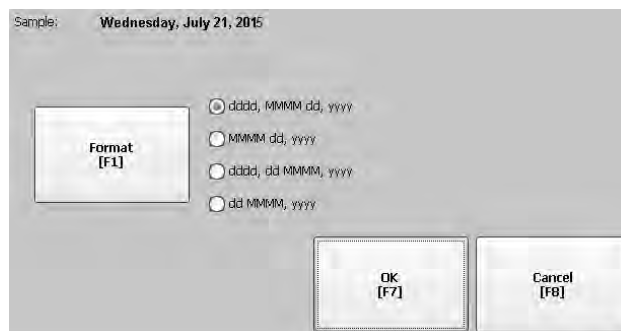 Sample: Wednesday, July 21, 2015
dddd, MMMM dd, yyyy
MMMM dd, yyyy
dddd, dd MMMM, yyyy
dd MMMM, yyyy
Format
[F1]
OK
[F7]
Cancel
[F8]